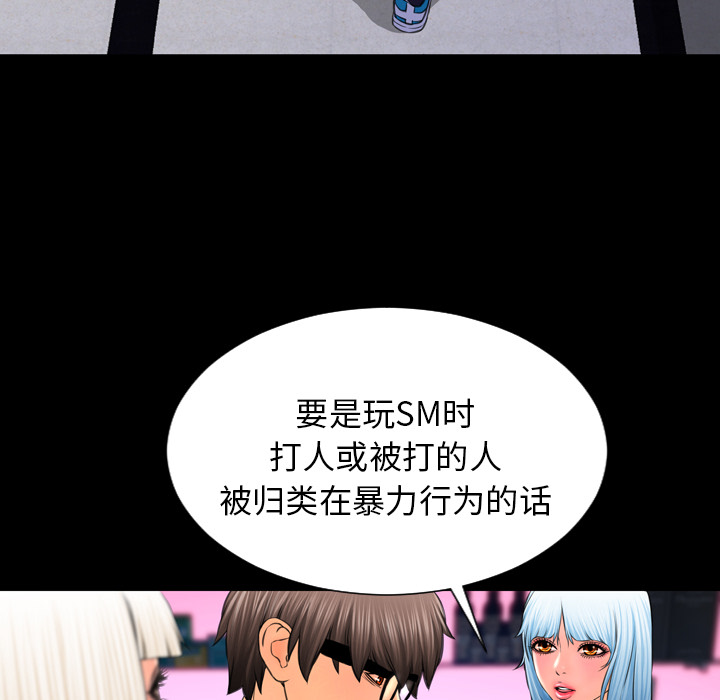 要是玩SM时
打人或被打的人
被归类在暴力行为的话